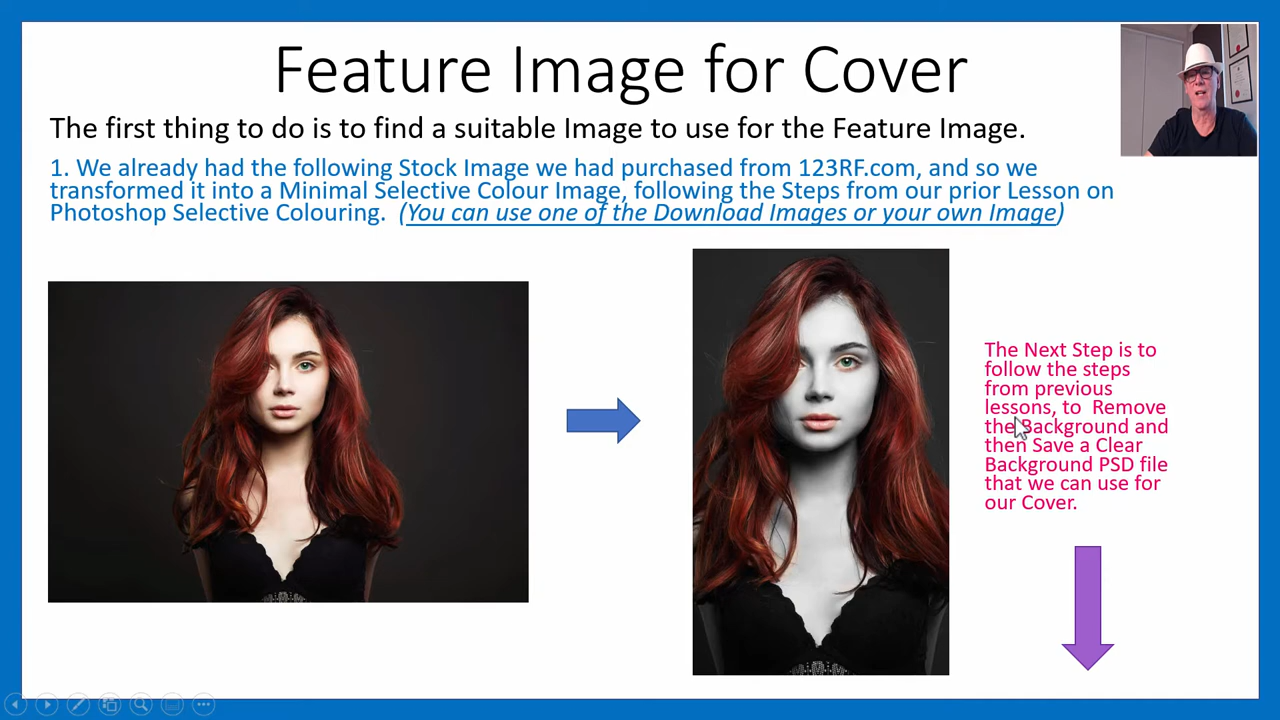 Feature Image for Cover
The first thing to do is to find a suitable Image to use for the Feature Image.
1. We already had the following Stock Image we had purchased from 123RF.com, and so we
transformed it into a Minimal Selective Colour Image, following the Steps from our prior Lesson on
Photoshop Selective Colouring. (You can use one of the Download Images or your own Image)
The Next Step is to
follow the steps
from previous
lessons, to Remove
the Background and
then Save a Clear
Background PSD file
that we can use for
our Cover.